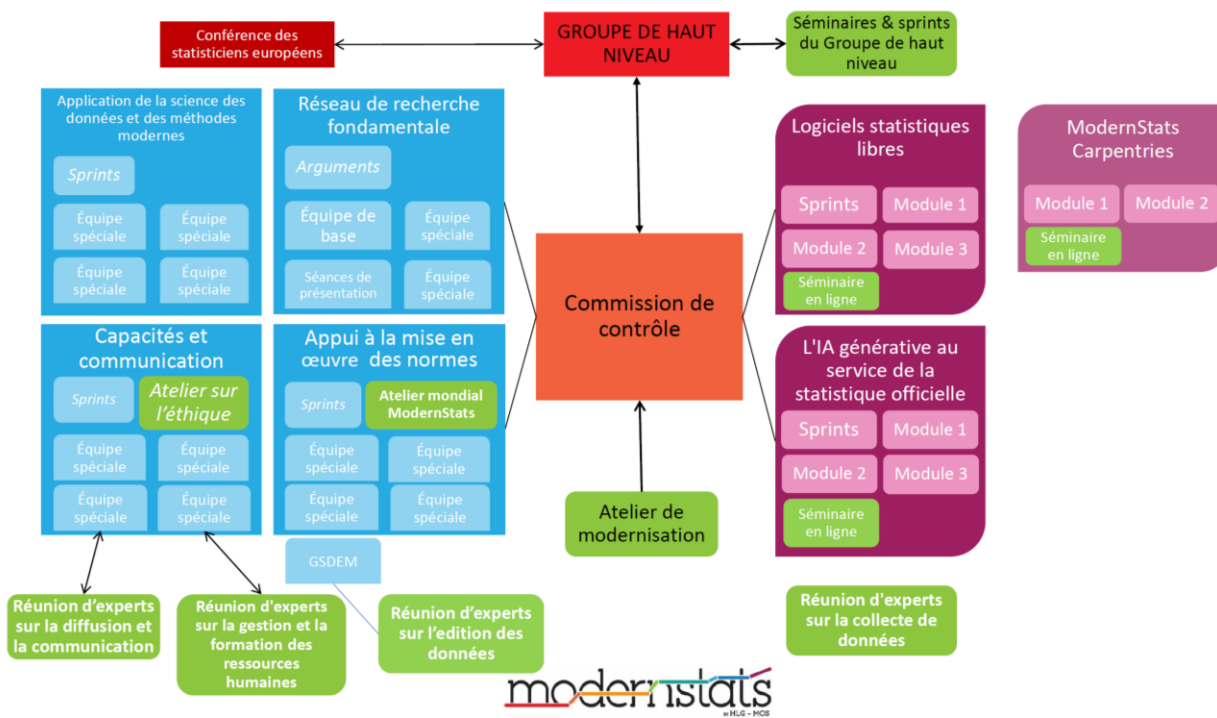 Conférence des
statisticiens européens
GROUPE DE HAUT
NIVEAU
Séminaires & sprints
du Groupe de haut
niveau
Application de la science des
données et des méthodes
modernes
Sprints
Équipe
spéciale
Équipe
spéciale
Équipe
spéciale
Équipe
spéciale
Réseau de recherche
fondamentale
Arguments
Équipe de
base
Équipe
spéciale
Séances de
présentation
Équipe
spéciale
Capacités et
communication
Sprints
Atelier sur
l’éthique
Équipe
spéciale
Équipe
spéciale
Équipe
spéciale
Équipe
spéciale
Appui à la mise en
œuvre des normes
Sprints
Atelier mondial
ModernStats
Équipe
spéciale
Équipe
spéciale
Équipe
spéciale
Équipe
spéciale
GSDEM
Commission de
contrôle
Atelier de
modernisation
Logiciels statistiques
libres
Sprints
Module 1
Module 2
Module 3
Séminaire
en ligne
ModernStats
Carpentries
Module 1
Module 2
Séminaire
en ligne
L'IA générative au
service de la
statistique officielle
Sprints
Module 1
Module 2
Module 3
Séminaire
en ligne
Réunion d’experts
sur la diffusion et
la communication
Réunion d'experts
sur la gestion et la
formation des
ressources
humaines
Réunion d’experts
sur l’edition des
données
Réunion d'experts
sur la collecte de
données
modernstats
BY HLG - MOS